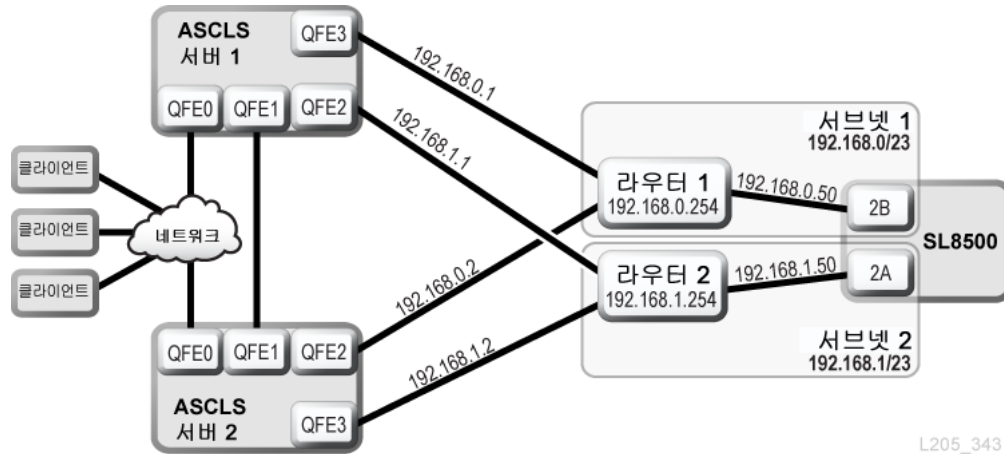 ASCLS
서버 1
QFE3
QFE0
QFE1
QFE2
192.168.0.1
192.168.1.1
서브넷 1
192.168.0/23
라우터 1
192.168.0.254
192.168.0.50
2B
SL8500
클라이언트
클라이언트
클라이언트
네트워크
라우터 2
192.168.1.254
192.168.1.50
2A
192.168.0.2
192.168.1.2
서브넷 2
192.168.1/23
QFE0
QFE1
QFE2
ASCLS
서버 2
QFE3
L205_343